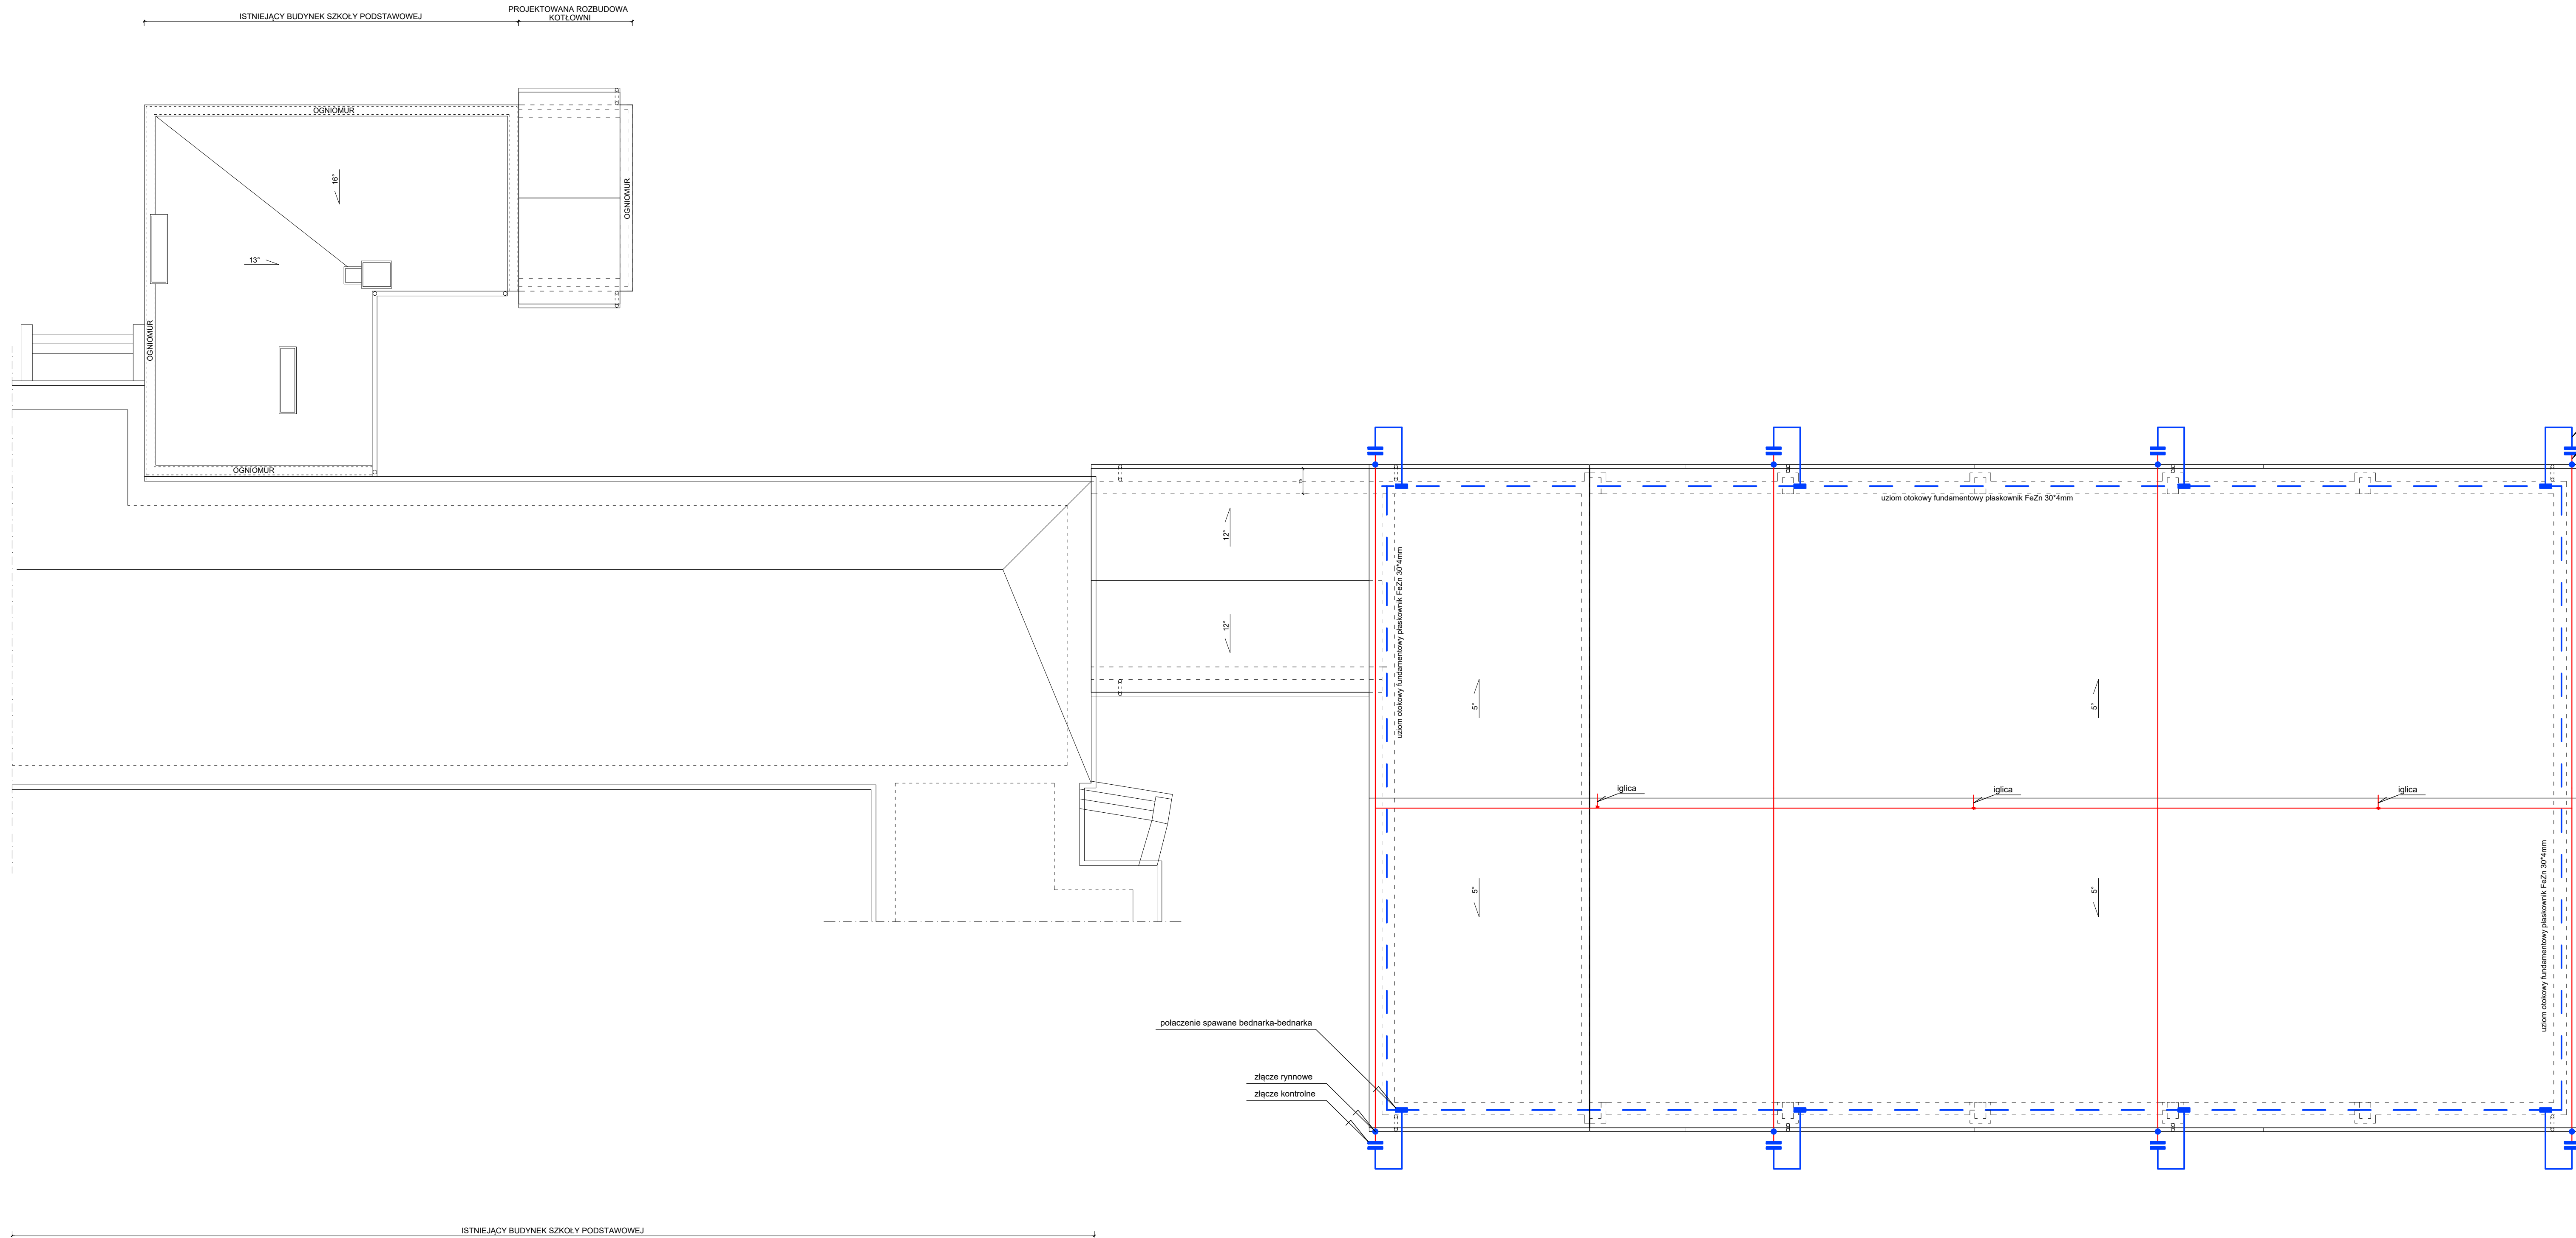 ISTNIEJĄCY BUDYNEK SZKOŁY PODSTAWOWEJ
PROJEKTOWANA ROZBUDOWA
KOTŁOWNI
OGNIOMUR
16°
OGNIOMUR
13°
OGNIOMUR
OGNIOMUR
uziom otokowy fundamentowy płaskownik FeZn 30*4mm
12°
uziom otokowy fundamentowy płaskownik FeZn 30*4mm
12°
5°
5°
iglica
iglica
iglica
5°
5°
uziom otokowy fundamentowy płaskownik FeZn 30*4mm
połaczenie spawane bednarka-bednarka
złącze rynnowe
złącze kontrolne
ISTNIEJĄCY BUDYNEK SZKOŁY PODSTAWOWEJ